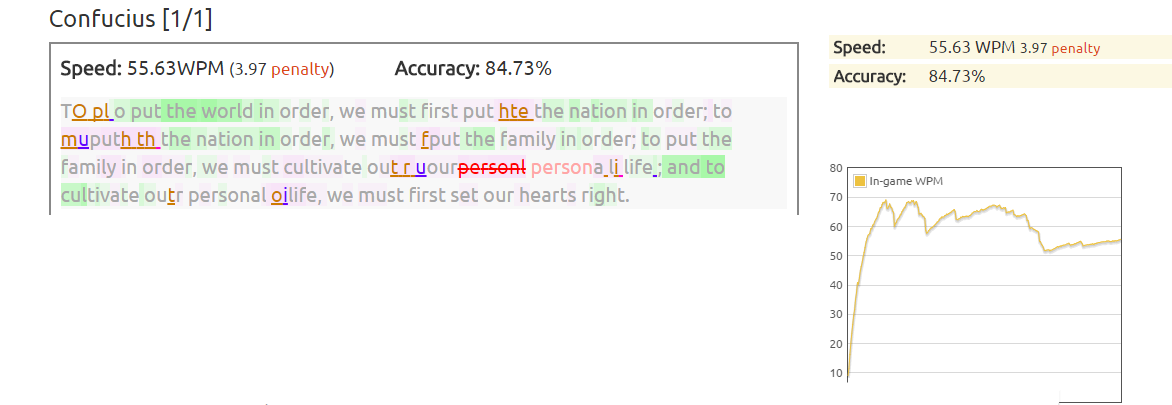 Confucius [1/1]
Speed: 55.63WPM (3.97 penalty) Accuracy: 84.73%
TO pl o put the world in order, we must first put hte the nation in order; to
muputh th the nation in order, we must fput the family in order; to put the
family in order, we must cultivate out r uourpersonl persona li life ; and to
cultivate outr personal oilife, we must first set our hearts right.
Speed: 55.63 WPM 3.97 penalty
Accuracy: 84.73%
80
In-game WPM
70
60
50
40
30
20
10